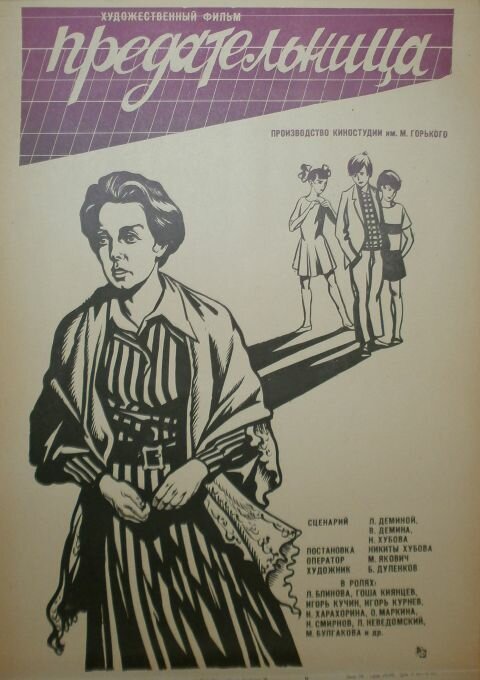 ХУДОЖЕСТВЕННЫЙ ФИЛЬМ
предательница
ПРОИЗВОДСТВО КИНОСТУДИИ им. М. ГОРЬКОГО
СЦЕНАРИЙ Л. ДЕМИНОЙ,
В. ДЕМИНА,
Н. ХУБОВА
ПОСТАНОВКА НИКИТЫ ХУБОВА
ОПЕРАТОР М. ЯКОВИЧ
ХУДОЖНИК Б. ДУЛЕНКОВ
В РОЛЯХ:
Л. БЛИНОВА, ГОША КИЯНЦЕВ,
ИГОРЬ КУЧИН, ИГОРЬ КУРНЕВ,
Н. ХАРАХОРИНА, О. МАРКИНА,
Н. СМИРНОВ, П. НЕВЕДОМСКИЙ,
М. БУЛГАКОВА и др.